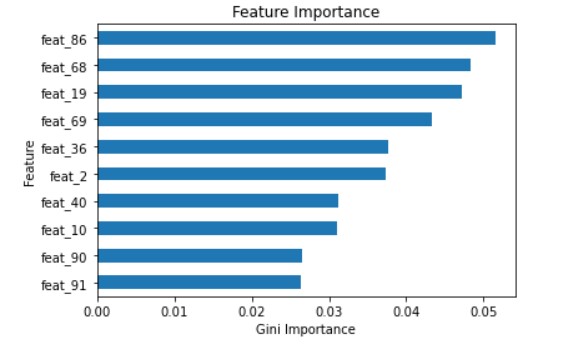 Feature Importance
feat_86
feat_68
feat_19
feat_69
feat_36
feat_2
feat_40
feat_10
feat_90
feat_91
Feature
0.00 0.01 0.02 0.03 0.04 0.05
Gini Importance